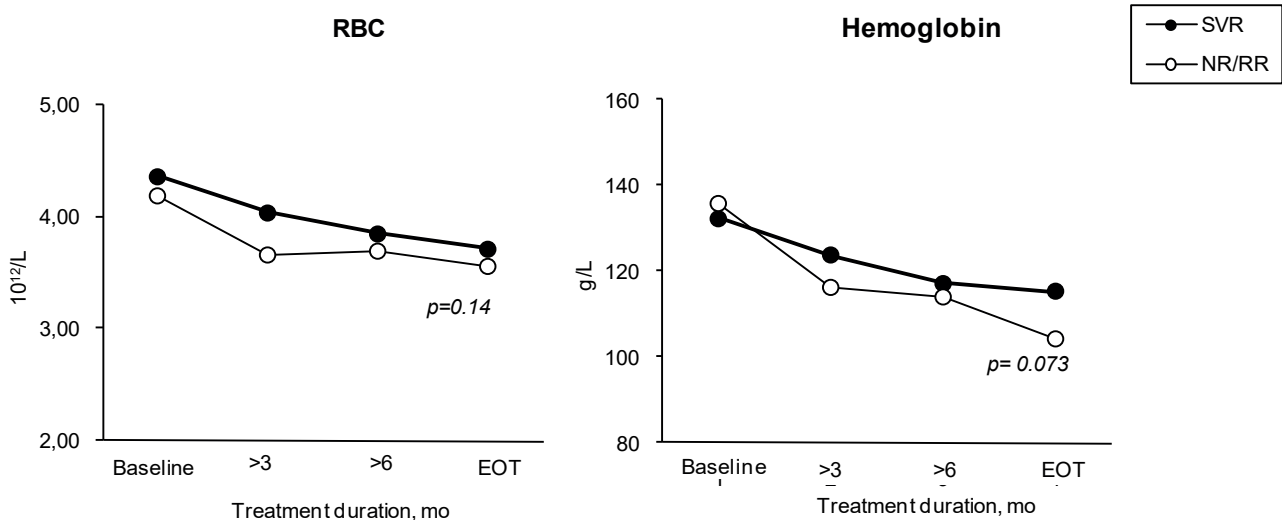 RBC
5,00
4,00
3,00
2,00
10¹²/L
p=0.14
Baseline >3 >6 EOT
Treatment duration, mo
Hemoglobin
160
140
120
100
80
g/L
p= 0.073
Baseline >3 >6 EOT
Treatment duration, mo
SVR
NR/RR